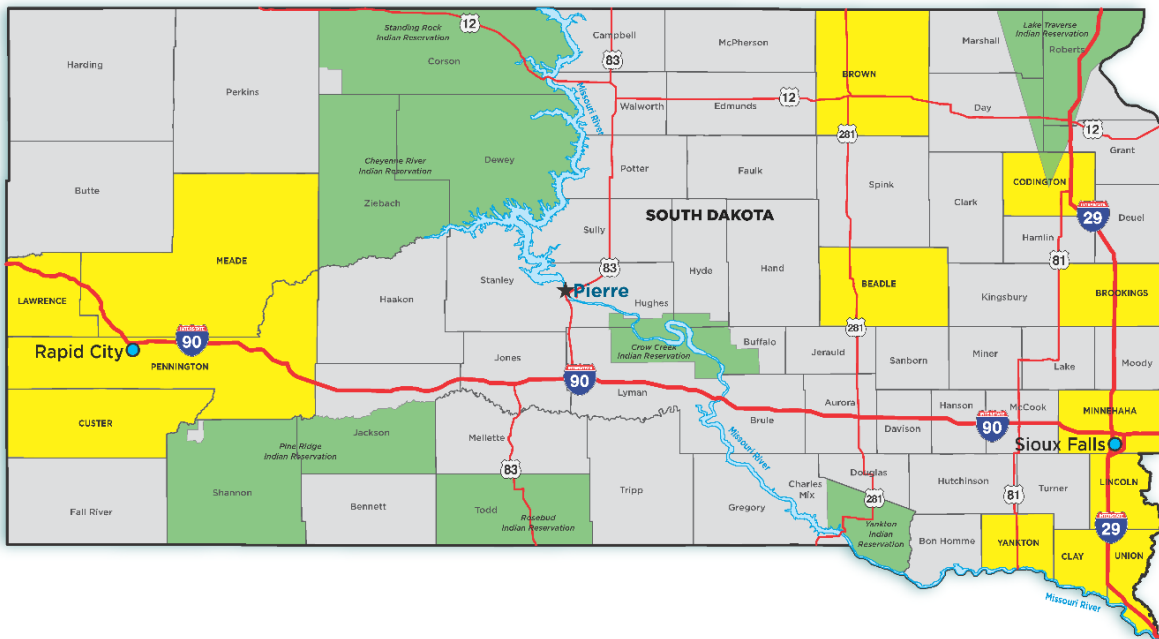 Standing Rock
Indian Reservation
12
Campbell
McPherson
Marshall
Lake Traverse
Indian Reservation
Roberts
Harding
Corson
83
BROWN
Perkins
Missouri River
Walworth
Edmunds
12
Day
12
281
Grant
Cheyenne River
Indian Reservation
Dewey
Potter
Faulk
Spink
CODINGTON
Butte
Ziebach
Clark
SOUTH DAKOTA
INTERSTATE
29
Deuel
Sully
Hamlin
MEADE
83
Hyde
Hand
81
Stanley
BEADLE
Kingsbury
BROOKINGS
LAWRENCE
Haakon
Pierre
Hughes
INTERSTATE
90
281
Rapid City
Crow Creek
Indian Reservation
Buffalo
Jerauld
Sanborn
Miner
Lake
Moody
PENNINGTON
Jones
90
Lyman
Aurora
Hanson
McCook
MINNEHAHA
CUSTER
Brule
Davison
90
Sioux Falls
Jackson
Pine Ridge
Indian Reservation
Mellette
Missouri River
83
Douglas
Hutchinson
Turner
LINCOLN
Shannon
Tripp
Charles
Mix
281
81
Fall River
Bennett
Todd
Rosebud
Indian Reservation
Gregory
Yankton
Indian
Reservation
INTERSTATE
29
Bon Homme
YANKTON
CLAY
UNION
Missouri River